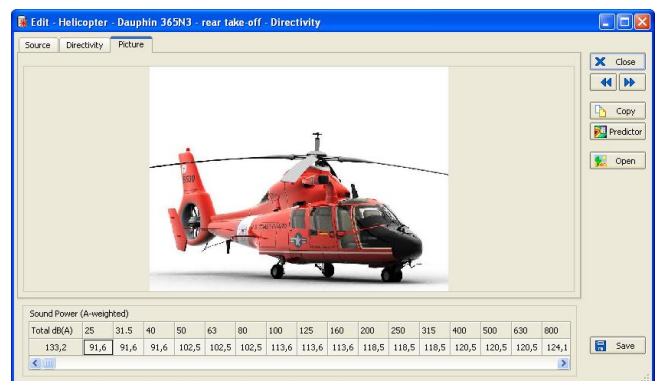 Edit - Helicopter - Dauphin 365N3 - rear take-off - Directivity
Source Directivity Picture
Close
Copy
Predictor
Open
Sound Power (A-weighted)
Total dB(A) 25 31.5 40 50 63 80 100 125 160 200 250 315 400 500 630 800
133,2 91,6 91,6 91,6 102,5 102,5 102,5 113,6 113,6 113,6 118,5 118,5 118,5 120,5 120,5 120,5 124,1
Save